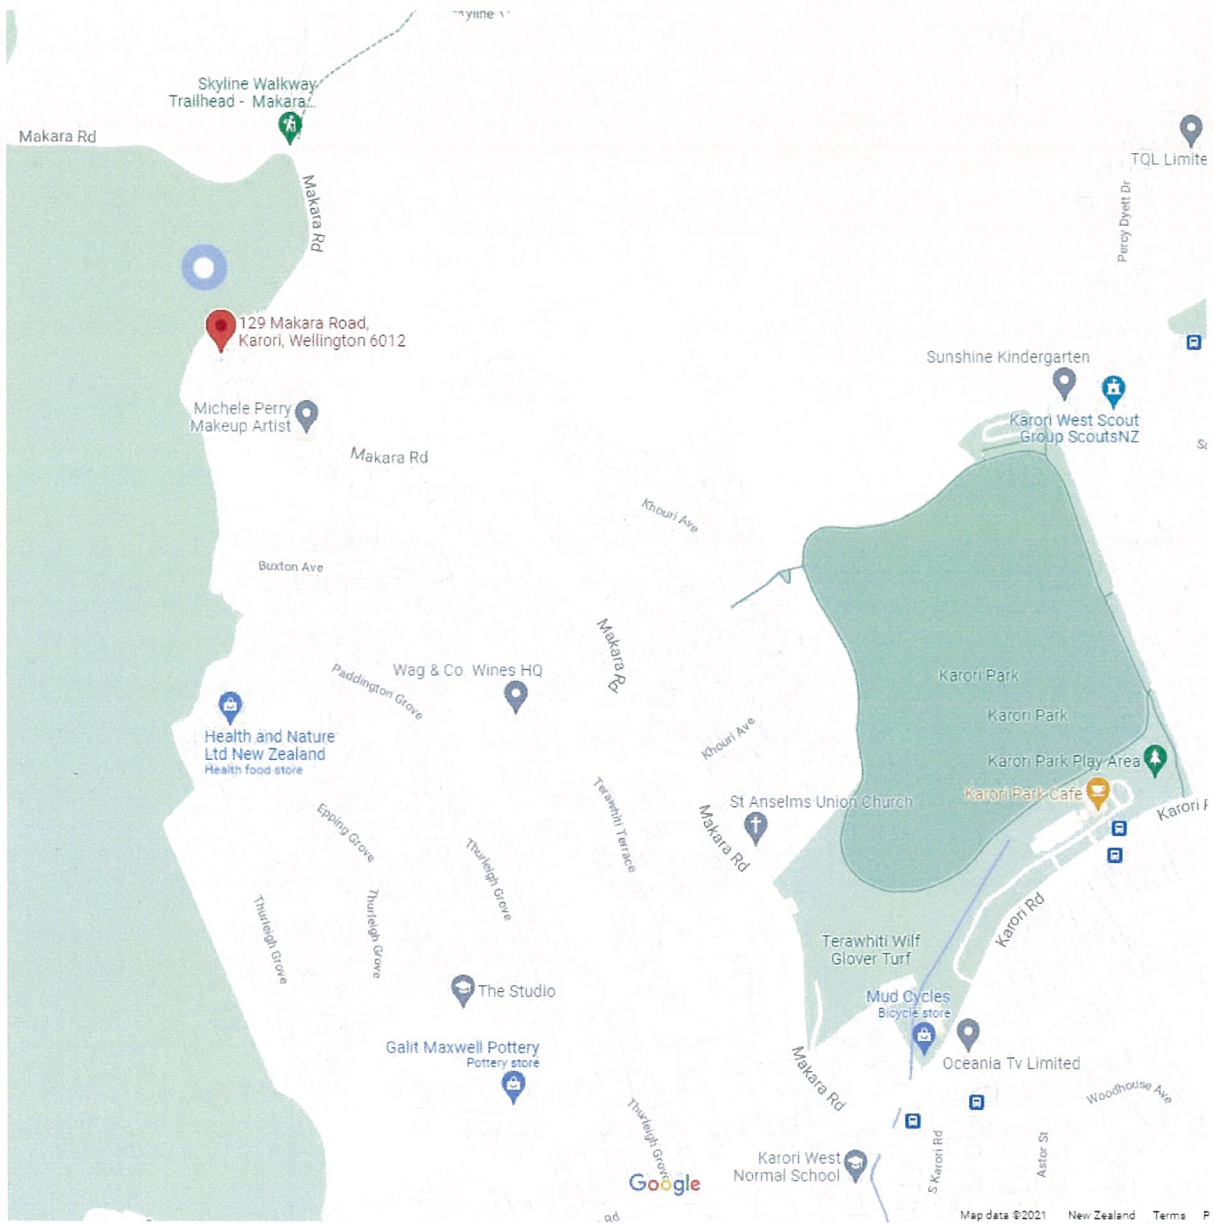 Skyline Walkway
Trailhead - Makara...
Makara Rd
Makara Rd
TQL Limite
Percy Dyett Dr
129 Makara Road,
Karori, Wellington 6012
Sunshine Kindergarten
Michele Perry
Makeup Artist
Karori West Scout
Group ScoutsNZ
Makara Rd
Khouri Ave
Buxton Ave
Makara Rd
Paddington Grove
Wag & Co. Wines HQ
Karori Park
Karori Park
Health and Nature
Ltd New Zealand
Health food store
Khouri Ave
Karori Park Play Area
Karori Park Cafe
St Anselms Union Church
Karori
Epping Grove
Terawhiti Terrace
Makara Rd
Thurleigh Grove
Thurleigh Grove
Thurleigh Grove
Karori Rd
Terawhiti Wilf
Glover Turf
The Studio
Mud Cycles
Bicycle store
Galit Maxwell Pottery
Pottery store
Oceania Tv Limited
Makara Rd
Woodhouse Ave
Thurleigh Grove
Karori West
Normal School
S Karori Rd
Astor St
Google
Rd
Map data ©2021 New Zealand Terms P